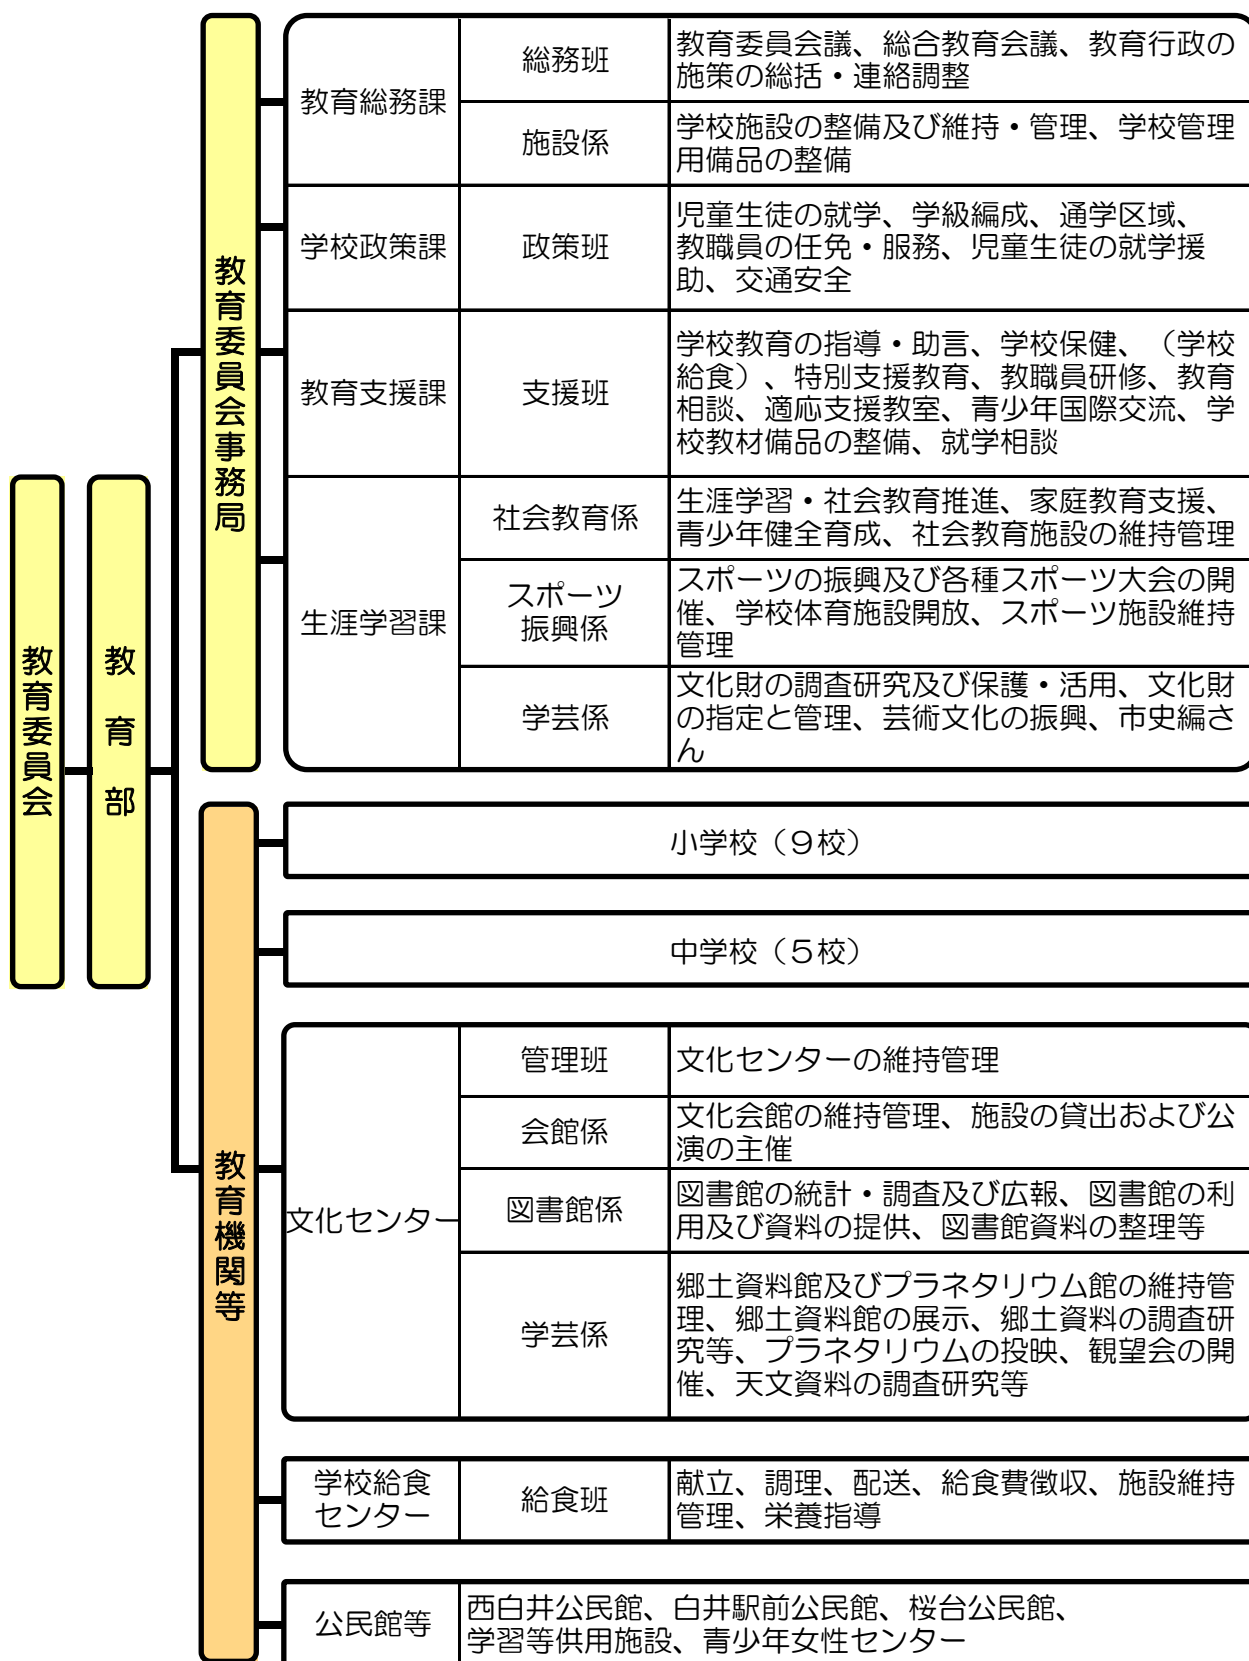 教育委員会
教育部
教育委員会事務局
教育総務課
総務班
教育委員会議、総合教育会議、教育行政の
施策の総括・連絡調整
施設係
学校施設の整備及び維持・管理、学校管理
用備品の整備
学校政策課
政策班
児童生徒の就学、学級編成、通学区域、
教職員の任免・服務、児童生徒の就学援
助、交通安全
教育支援課
支援班
学校教育の指導・助言、学校保健、（学校
給食）、特別支援教育、教職員研修、教育
相談、適応支援教室、青少年国際交流、学
校教材備品の整備、就学相談
生涯学習課
社会教育係
生涯学習・社会教育推進、家庭教育支援、
青少年健全育成、社会教育施設の維持管理
スポーツ
振興係
スポーツの振興及び各種スポーツ大会の開
催、学校体育施設開放、スポーツ施設維持
管理
学芸係
文化財の調査研究及び保護・活用、文化財
の指定と管理、芸術文化の振興、市史編さ
ん
教育機関等
小学校（９校）
中学校（５校）
文化センター
管理班
文化センターの維持管理
会館係
文化会館の維持管理、施設の貸出および公
演の主催
図書館係
図書館の統計・調査及び広報、図書館の利
用及び資料の提供、図書館資料の整理等
学芸係
郷土資料館及びプラネタリウム館の維持管
理、郷土資料館の展示、郷土資料の調査研
究等、プラネタリウムの投映、観望会の開
催、天文資料の調査研究等
学校給食
センター
給食班
献立、調理、配送、給食費徴収、施設維持
管理、栄養指導
公民館等
西白井公民館、白井駅前公民館、桜台公民館、
学習等供用施設、青少年女性センター